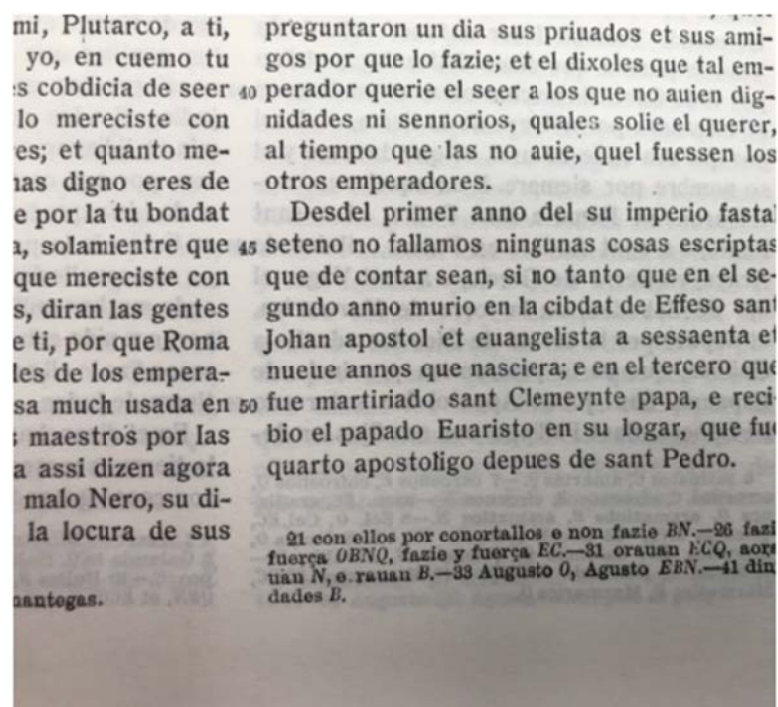 mi, Plutarco, a ti,
yo, en cuemo tu
s cobdicia de seer
lo mereciste con
es; et quanto me-
nas digno eres de
e por la tu bondat
a, solamientre que
que mereciste con
s, diran las gentes
e ti, por que Roma
les de los empera-
sa much usada en
s maestros por las
a assi dizen agora
malo Nero, su di-
la locura de sus
mantegas.
preguntaron un dia sus priuados et sus ami-
gos por que lo fazie; et el dixoles que tal em-
40 perador querie el seer a los que no auien dig-
nidades ni sennorios, quales solie el querer,
al tiempo que las no auie, quel fuessen los
otros emperadores.
Desdel primer anno del su imperio fastal
45 seteno no fallamos ningunas cosas escriptas
que de contar sean, si no tanto que en el se-
gundo anno murio en la cibdat de Effeso sant
Johan apostol et euangelista a sessaenta et
nueue annos que nasciera; e en el tercero que
50 fue martiriado sant Clemeynte papa, e reci-
bio el papado Euaristo en su logar, que fue
quarto apostoligo depues de sant Pedro.
21 con ellos por conortallos e non fazie BN.—26 fazi
fuerça OBNQ, fazie y fuerça EC.—31 orauan ECQ, aora
uan N, e. rauan B.—33 Augusto O, Agusto EBN.—41 din
dades B.